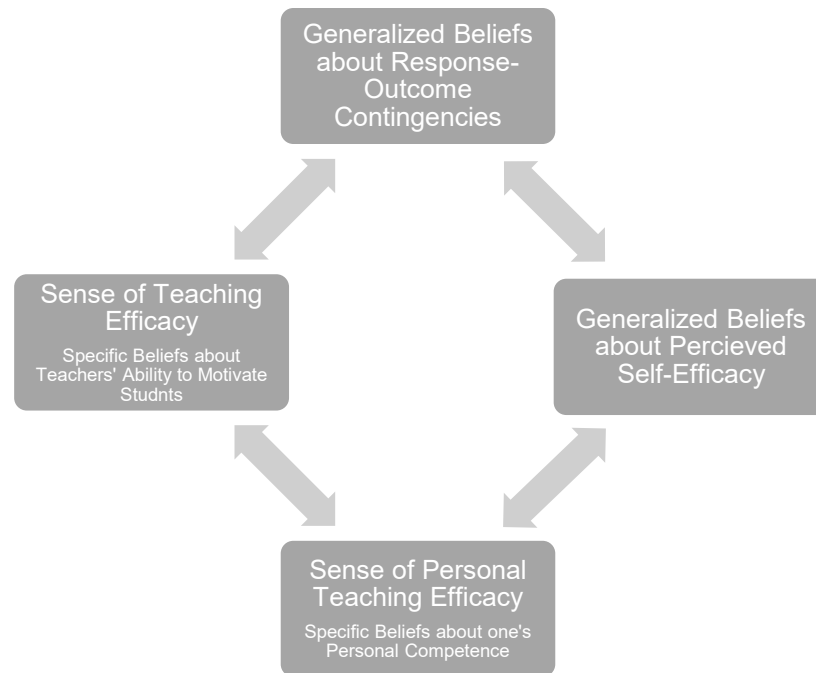 Generalized Beliefs
about Response-
Outcome
Contingencies
Sense of Teaching
Efficacy
Specific Beliefs about
Teachers' Ability to Motivate
Studnts
Generalized Beliefs
about Percieved
Self-Efficacy
Sense of Personal
Teaching Efficacy
Specific Beliefs about one's
Personal Competence